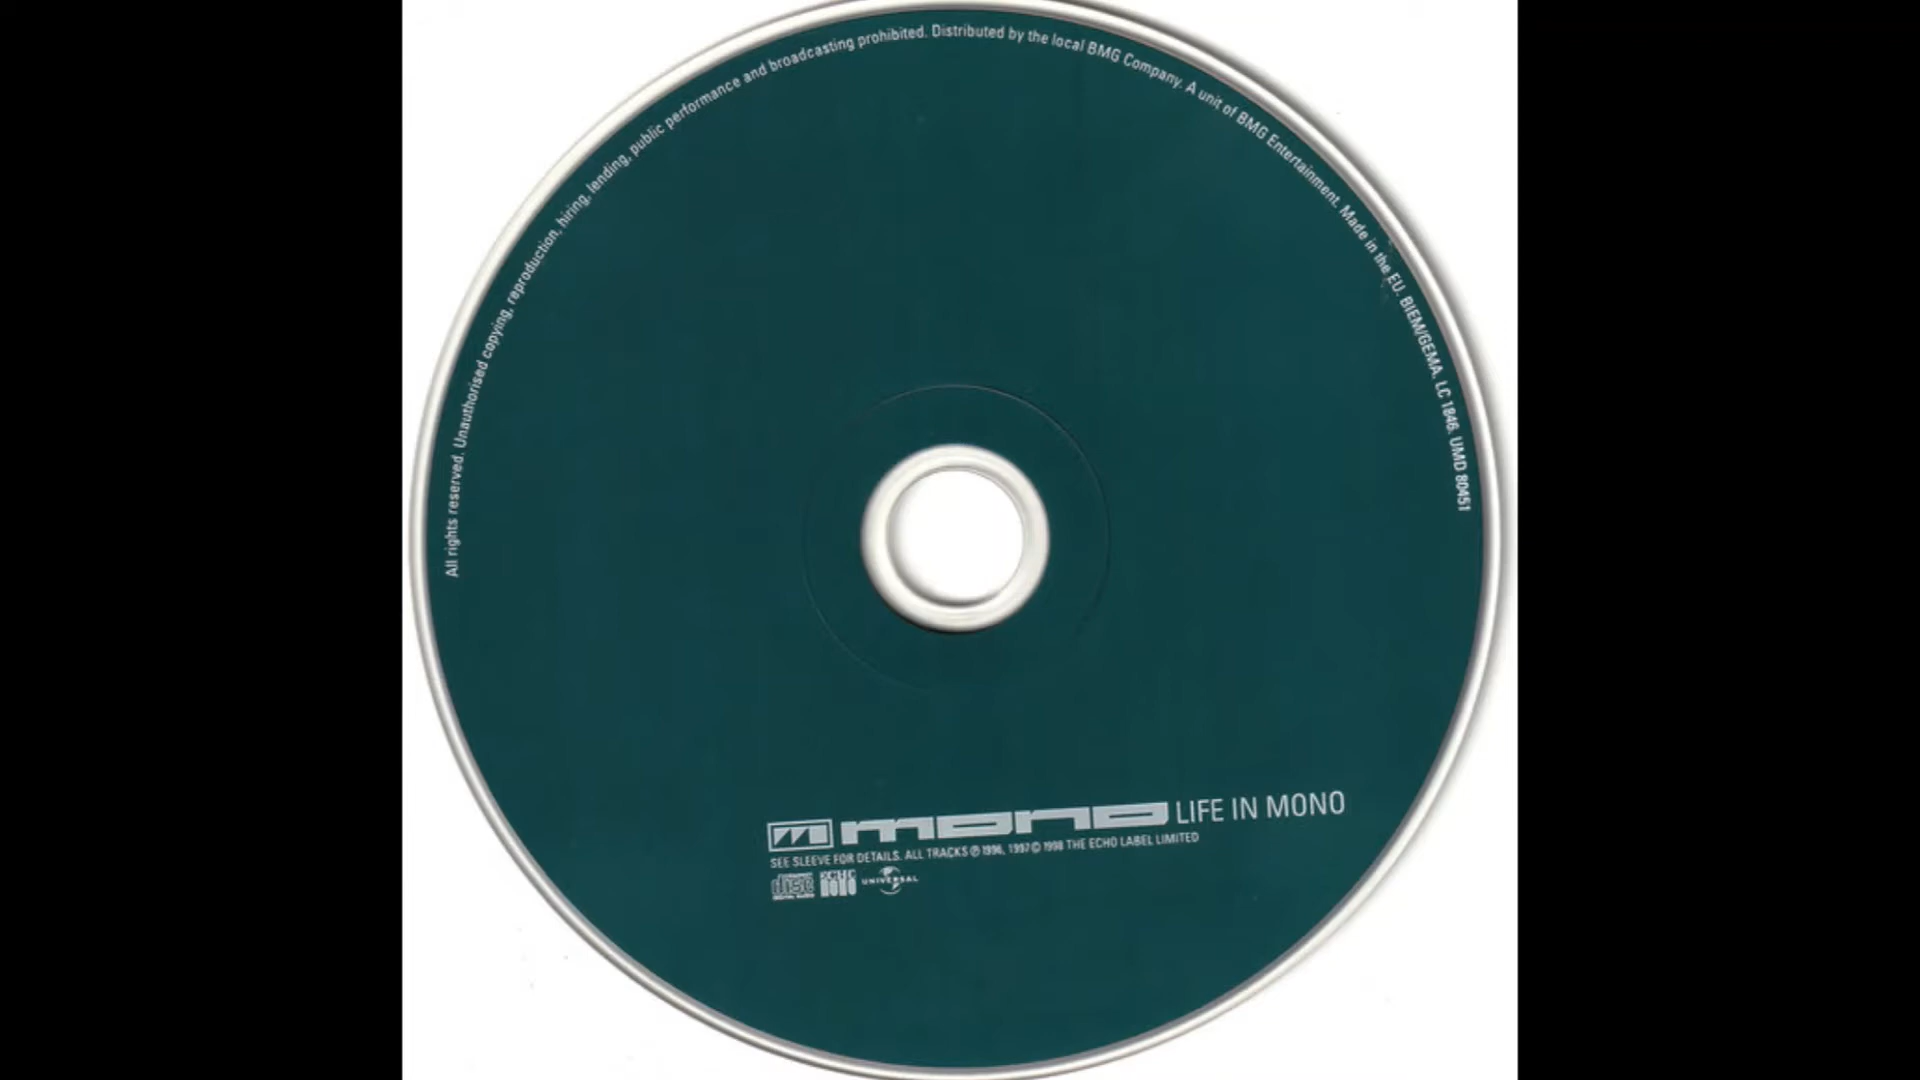 All rights reserved. Unauthorised copying, reproduction, hiring, lending, public performance and broadcasting prohibited. Distributed by the local BMG Company. A unit of BMG Entertainment. Made in the EU. BIEM/GEMA. LC 1846. UMD 80451
mono LIFE IN MONO
SEE SLEEVE FOR DETAILS. ALL TRACKS ℗ 1996, 1997 © 1998 THE ECHO LABEL LIMITED
disc UNIVERSAL